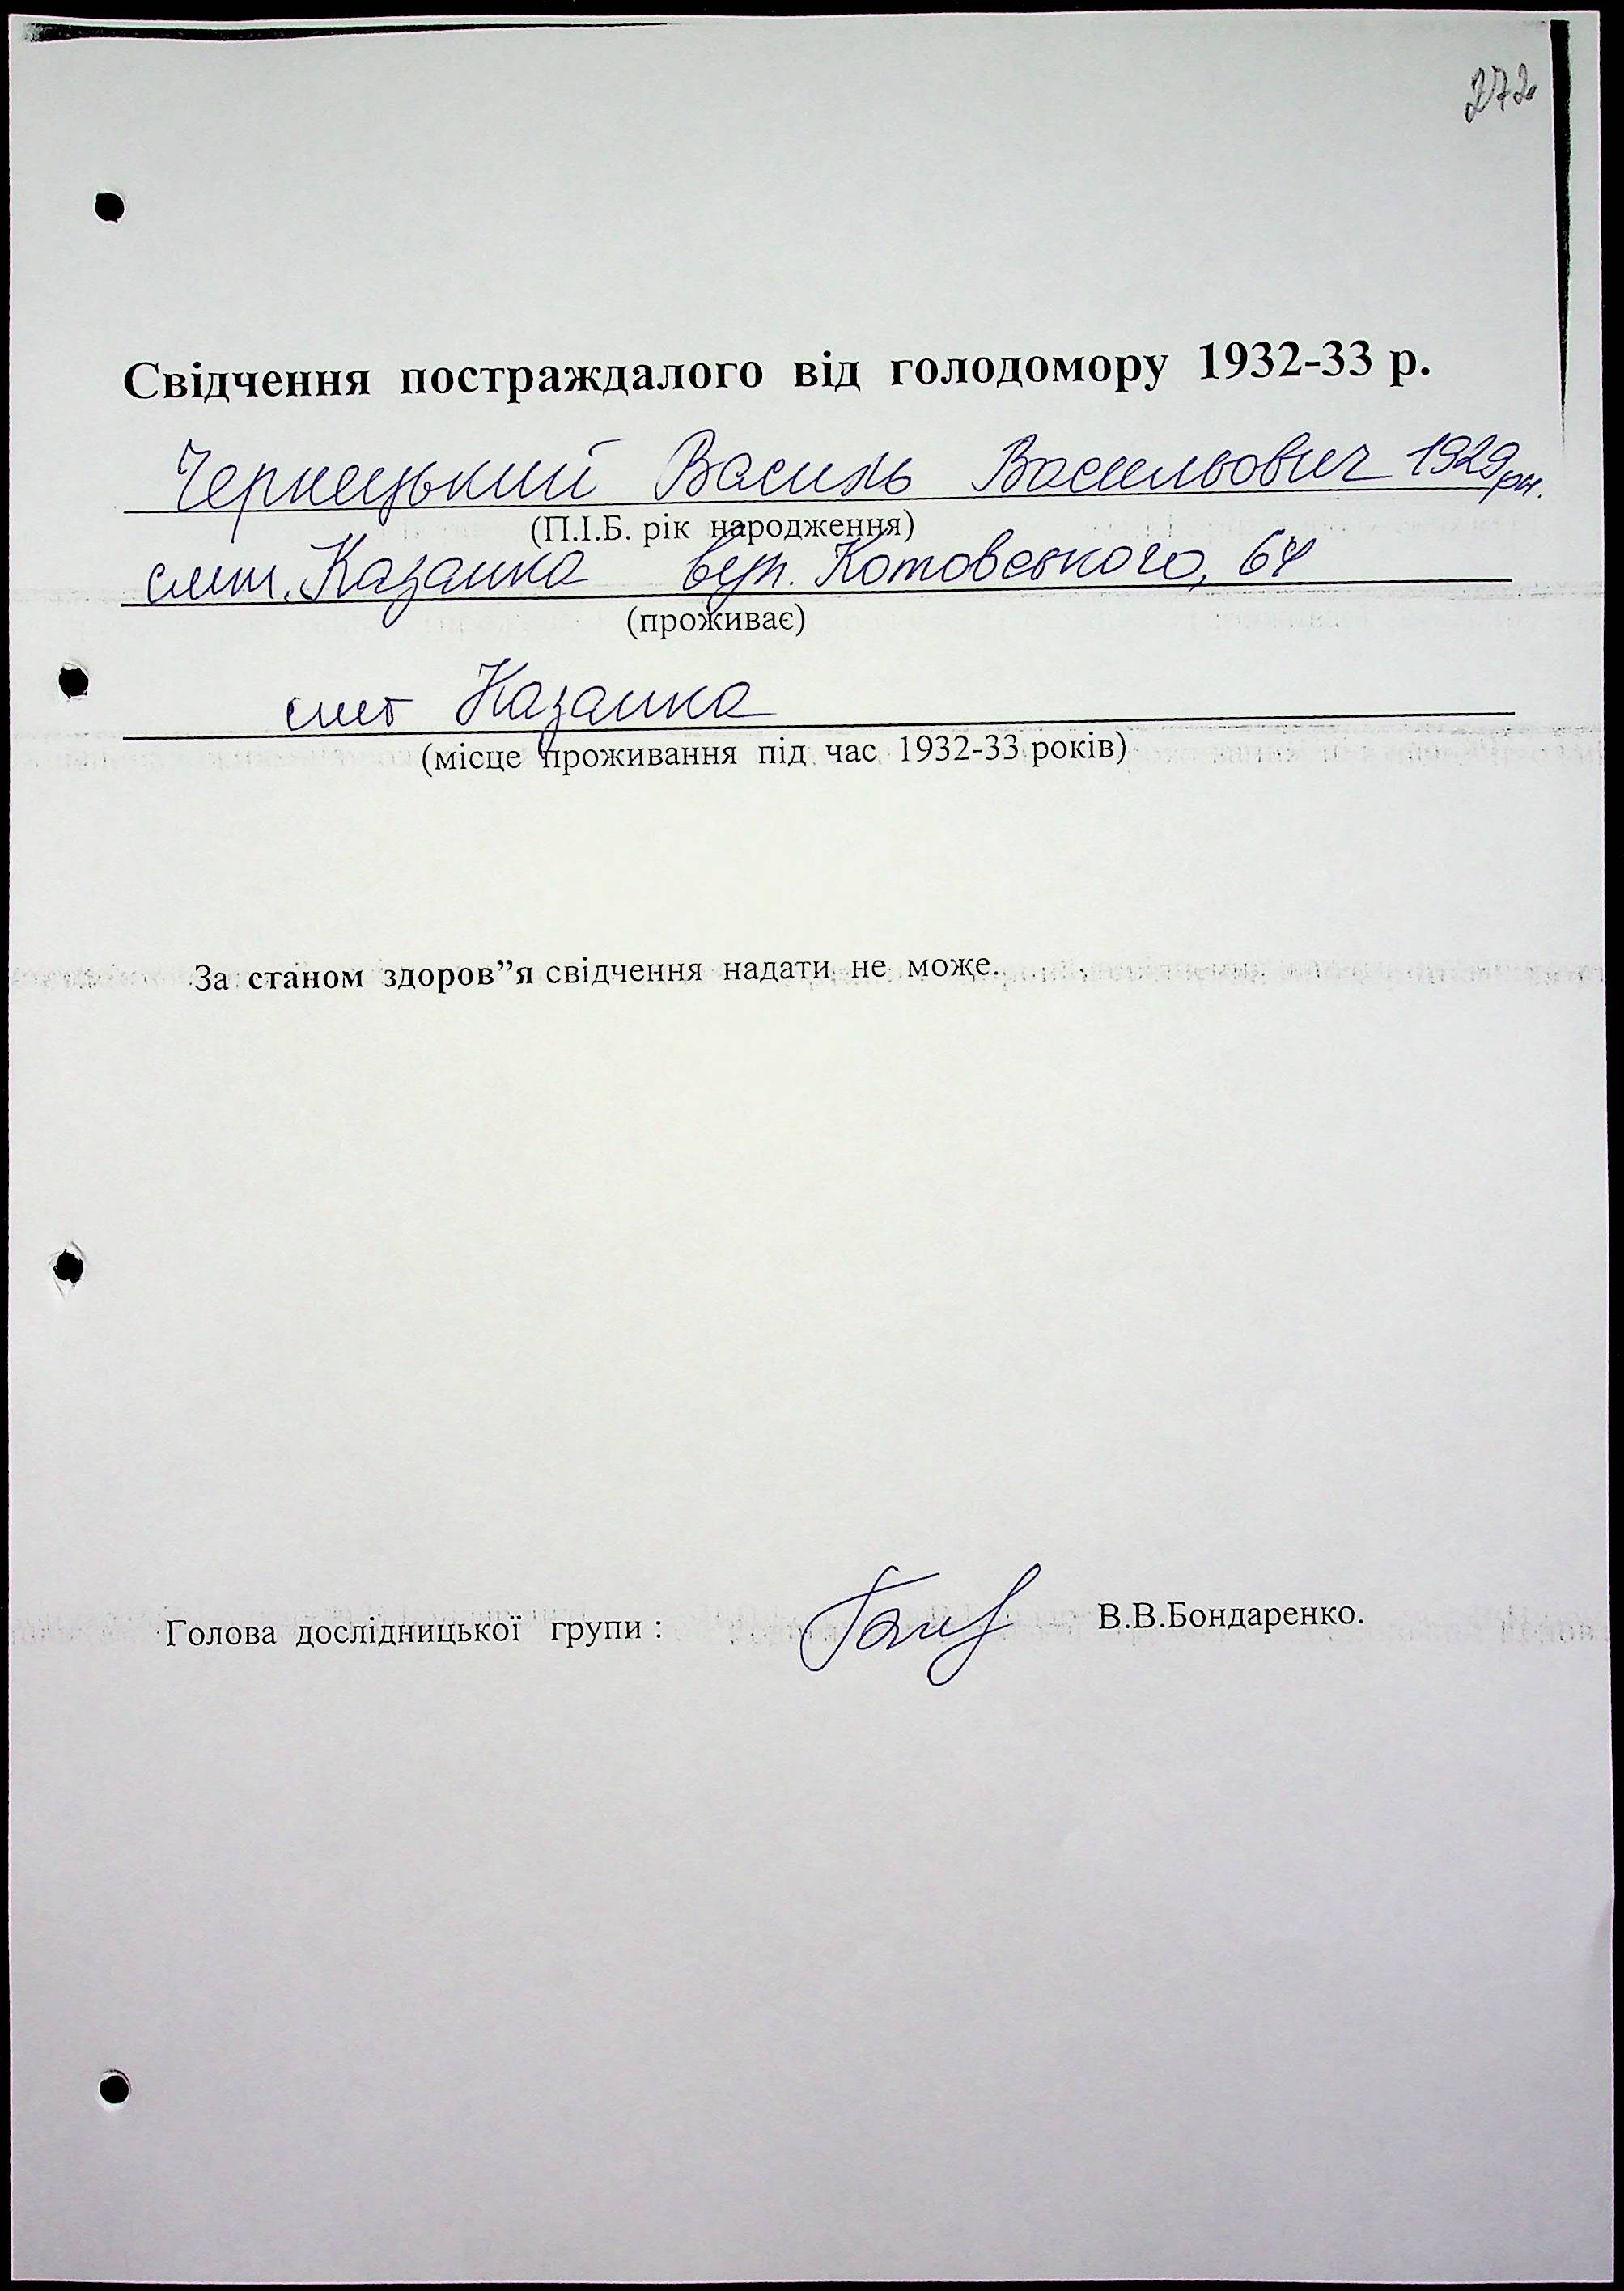 272
Свідчення постраждалого від голодомору 1932-33 р.
Чернецький Василь Васильович 1929 рн.
(П.І.Б. рік народження)
смт. Казанка вул. Котовського, 64
(проживає)
смт Казанка
(місце проживання під час 1932-33 років)
За станом здоров”я свідчення надати не може.
Голова дослідницької групи : В.В.Бондаренко.